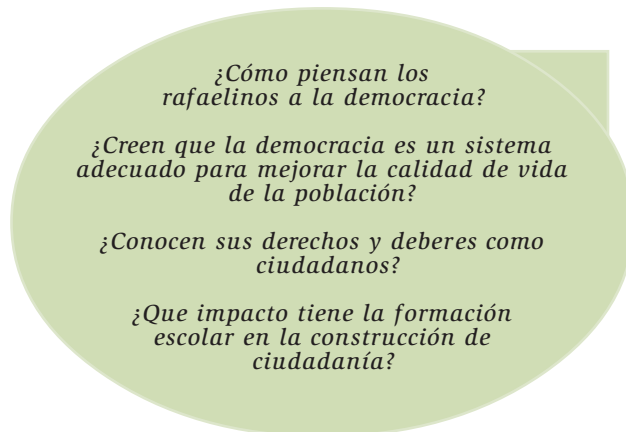 ¿Cómo piensan los
rafaelinos a la democracia?
¿Creen que la democracia es un sistema
adecuado para mejorar la calidad de vida
de la población?
¿Conocen sus derechos y deberes como
ciudadanos?
¿Que impacto tiene la formación
escolar en la construcción de
ciudadanía?